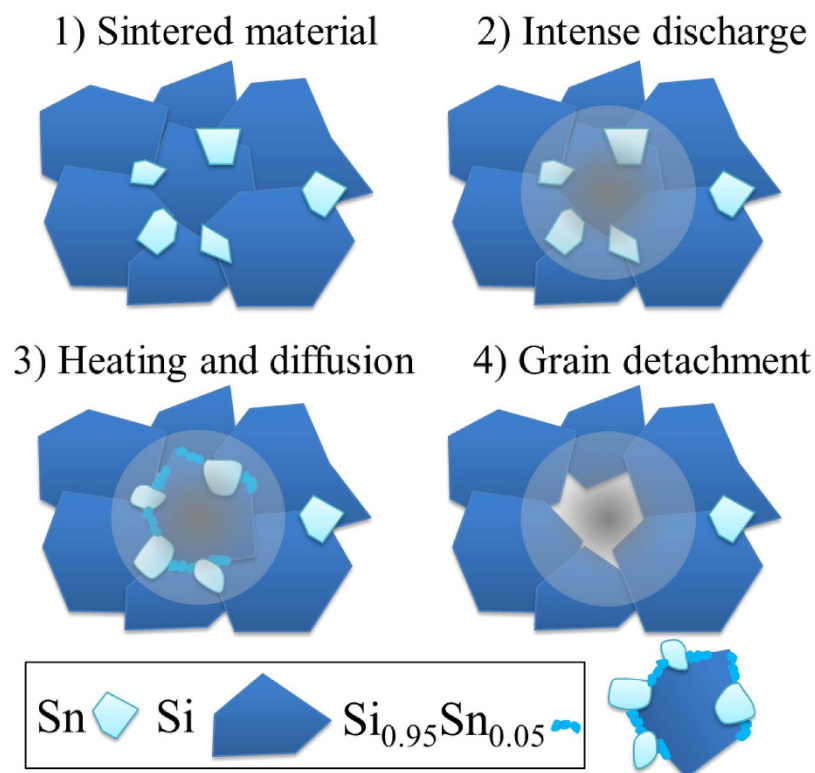 1) Sintered material
2) Intense discharge
3) Heating and diffusion
4) Grain detachment
Sn Si Si0.95Sn0.05